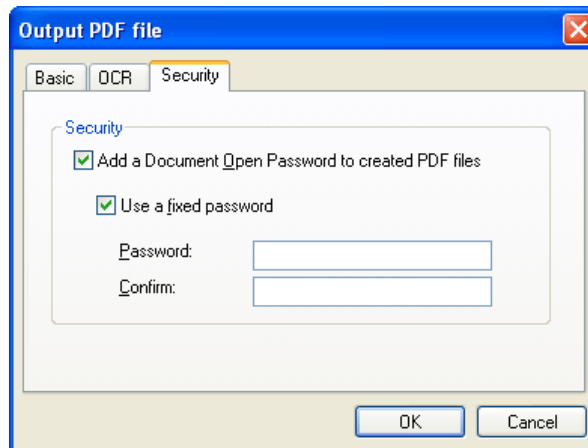 Output PDF file
Basic OCR Security
Security
Add a Document Open Password to created PDF files
Use a fixed password
Password:
Confirm:
OK Cancel